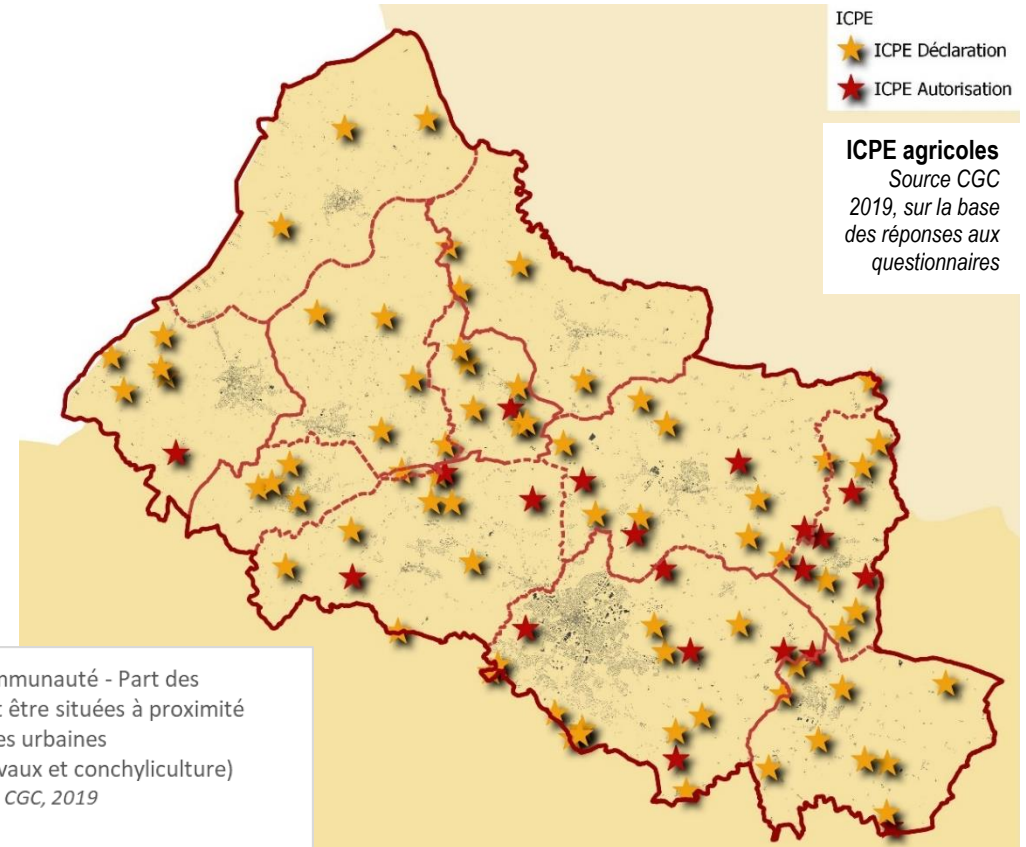 ICPE
ICPE Déclaration
ICPE Autorisation
ICPE agricoles
Source CGC
2019, sur la base
des réponses aux
questionnaires
mmunauté - Part des
t être situées à proximité
es urbaines
vaux et conchyliculture)
CGC, 2019